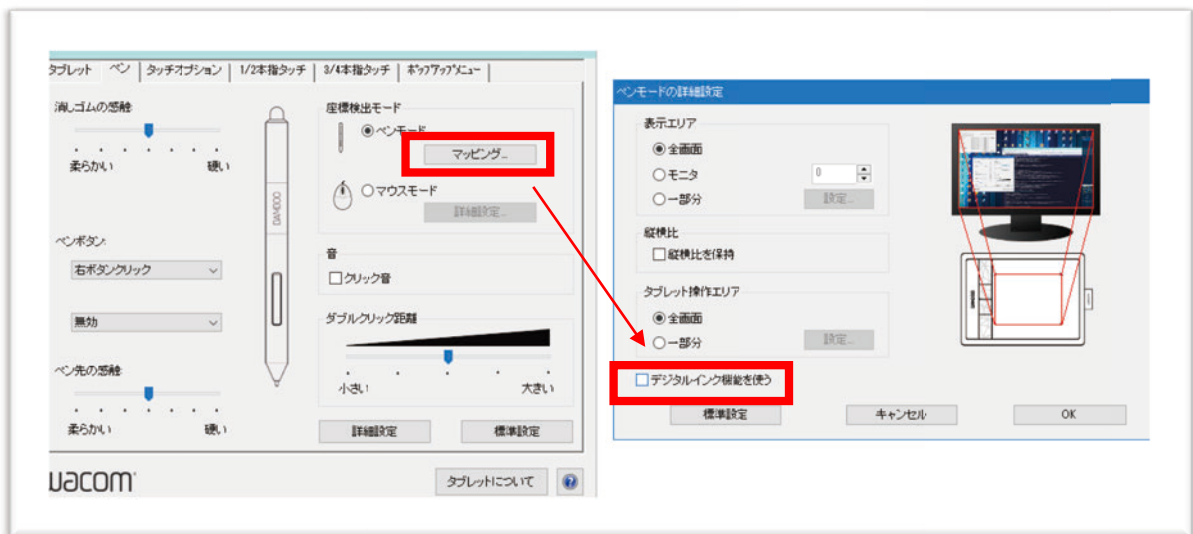 タブレット ペン タッチオプション 1/2本指タッチ 3/4本指タッチ ポップアップメニュー
消しゴムの感触
柔らかい 硬い
ペンボタン:
右ボタンクリック
無効
ペン先の感触
柔らかい 硬い
BAMBOO
座標検出モード
ペンモード
マッピング...
マウスモード
詳細設定...
音
クリック音
ダブルクリック距離
小さい 大きい
詳細設定 標準設定
wacom
タブレットについて
ペンモードの詳細設定
表示エリア
全画面
モニタ 0
一部分 設定...
縦横比
縦横比を保持
タブレット操作エリア
全画面
一部分 設定...
デジタルインク機能を使う
標準設定 キャンセル OK